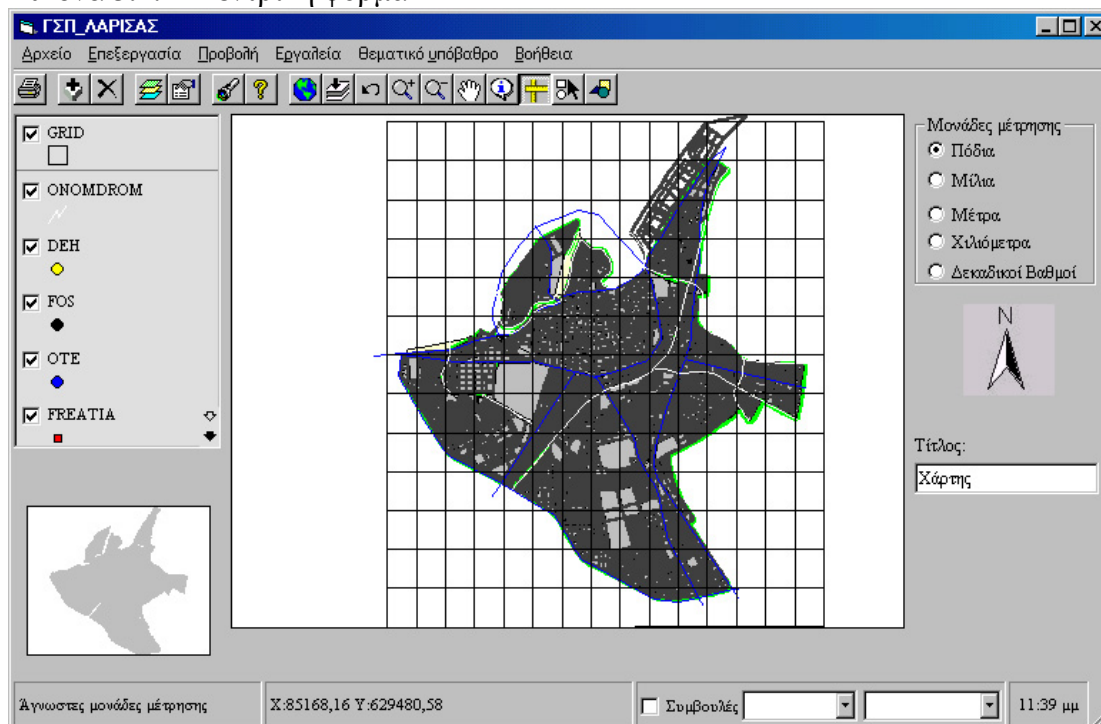 ΓΣΠ_ΛΑΡΙΣΑΣ
Αρχείο Επεξεργασία Προβολή Εργαλεία Θεματικό υπόβαθρο Βοήθεια
GRID
ONOMDROM
DEH
FOS
OTE
FREATIA
Μονάδες μέτρησης
Πόδια
Μίλια
Μέτρα
Χιλιόμετρα
Δεκαδικοί Βαθμοί
N
Τίτλος:
Χάρτης
Άγνωστες μονάδες μέτρησης
X:85168,16 Y:629480,58
Συμβουλές
11:39 μμ